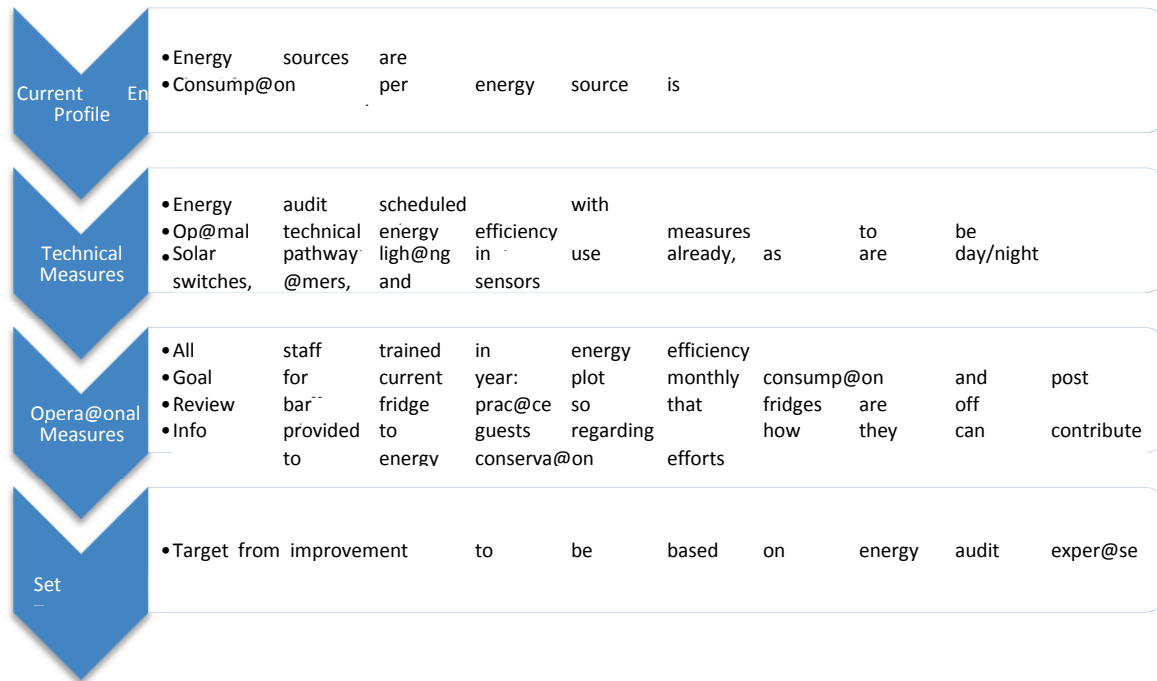 Current En
Profile
•Energy sources are
•Consump@on per energy source is
Technical
Measures
•Energy audit scheduled with
•Op@mal technical energy efficiency measures to be
•Solar pathway ligh@ng in use already, as are day/night
switches, @mers, and sensors
Opera@onal
Measures
•All staff trained in energy efficiency
•Goal for current year: plot monthly consump@on and post
•Review bar fridge prac@ce so that fridges are off
•Info provided to guests regarding how they can contribute
to energy conserva@on efforts
Set
•Target from improvement to be based on energy audit exper@se